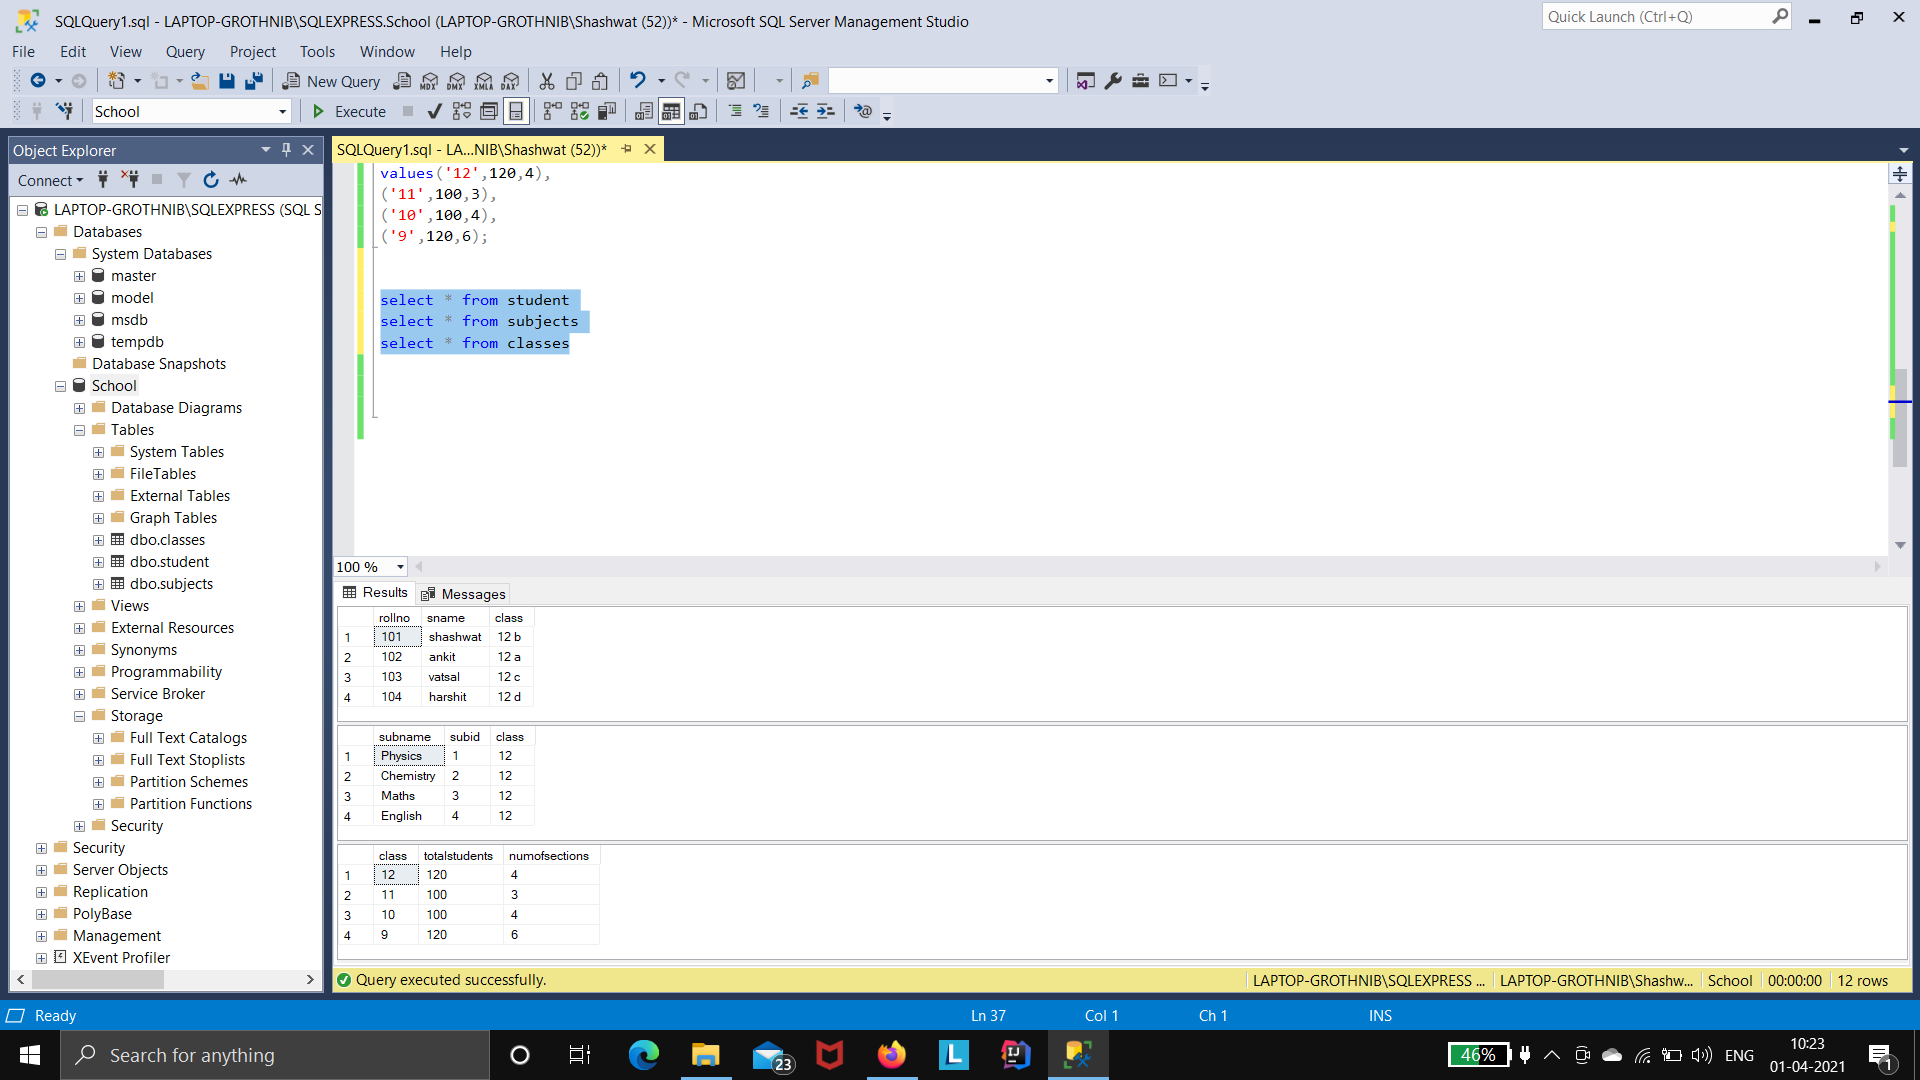 SQLQuery1.sql - LAPTOP-GROTHNIB\SQLEXPRESS.School (LAPTOP-GROTHNIB\Shashwat (52))* - Microsoft SQL Server Management Studio
Quick Launch (Ctrl+Q)
File Edit View Query Project Tools Window Help
New Query MDX DMX XMLA DAX
School Execute
Object Explorer
Connect
LAPTOP-GROTHNIB\SQLEXPRESS (SQL S
Databases
System Databases
master
model
msdb
tempdb
Database Snapshots
School
Database Diagrams
Tables
System Tables
FileTables
External Tables
Graph Tables
dbo.classes
dbo.student
dbo.subjects
Views
External Resources
Synonyms
Programmability
Service Broker
Storage
Full Text Catalogs
Full Text Stoplists
Partition Schemes
Partition Functions
Security
Security
Server Objects
Replication
PolyBase
Management
XEvent Profiler
SQLQuery1.sql - LA...NIB\Shashwat (52))*
values('12',120,4),
('11',100,3),
('10',100,4),
('9',120,6);
select * from student
select * from subjects
select * from classes
100 %
Results Messages
rollno sname class
1 101 shashwat 12 b
2 102 ankit 12 a
3 103 vatsal 12 c
4 104 harshit 12 d
subname subid class
1 Physics 1 12
2 Chemistry 2 12
3 Maths 3 12
4 English 4 12
class totalstudents numofsections
1 12 120 4
2 11 100 3
3 10 100 4
4 9 120 6
Query executed successfully. LAPTOP-GROTHNIB\SQLEXPRESS ... LAPTOP-GROTHNIB\Shashw... School 00:00:00 12 rows
Ready Ln 37 Col 1 Ch 1 INS
Search for anything
23
L
IJ
46%
ENG
10:23
01-04-2021
1